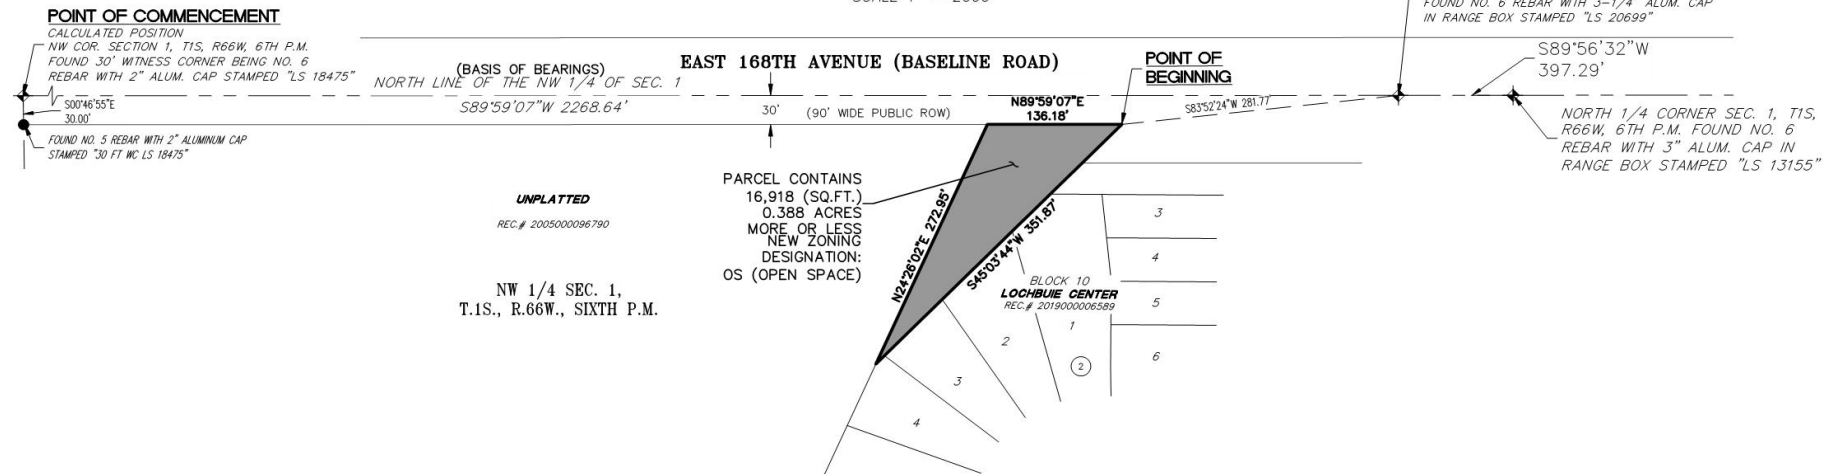 POINT OF COMMENCEMENT
CALCULATED POSITION
NW COR. SECTION 1, T1S, R66W, 6TH P.M.
FOUND 30' WITNESS CORNER BEING NO. 6
REBAR WITH 2" ALUM. CAP STAMPED "LS 18475"
S00°46'55"E
30.00'
FOUND NO. 5 REBAR WITH 2" ALUMINUM CAP
STAMPED "30 FT WC LS 18475"
(BASIS OF BEARINGS)
NORTH LINE OF THE NW 1/4 OF SEC. 1
S89°59'07"W 2268.64'
EAST 168TH AVENUE (BASELINE ROAD)
30'
(90' WIDE PUBLIC ROW)
N89°59'07"E
136.18'
POINT OF
BEGINNING
S83°52'24"W 281.77
FOUND NO. 6 REBAR WITH 3-1/4" ALUM. CAP
IN RANGE BOX STAMPED "LS 20699"
S89°56'32"W
397.29'
NORTH 1/4 CORNER SEC. 1, T1S,
R66W, 6TH P.M. FOUND NO. 6
REBAR WITH 3" ALUM. CAP IN
RANGE BOX STAMPED "LS 13155"
UNPLATTED
REC.# 2005000096790
NW 1/4 SEC. 1,
T.1S., R.66W., SIXTH P.M.
PARCEL CONTAINS
16,918 (SQ.FT.)
0.388 ACRES
MORE OR LESS
NEW ZONING
DESIGNATION:
OS (OPEN SPACE)
N24°26'02"E 272.95'
S45°03'44"W 351.87'
BLOCK 10
LOCHBUIE CENTER
REC.# 2019000006589
1
2
3
4
2
3
4
5
6